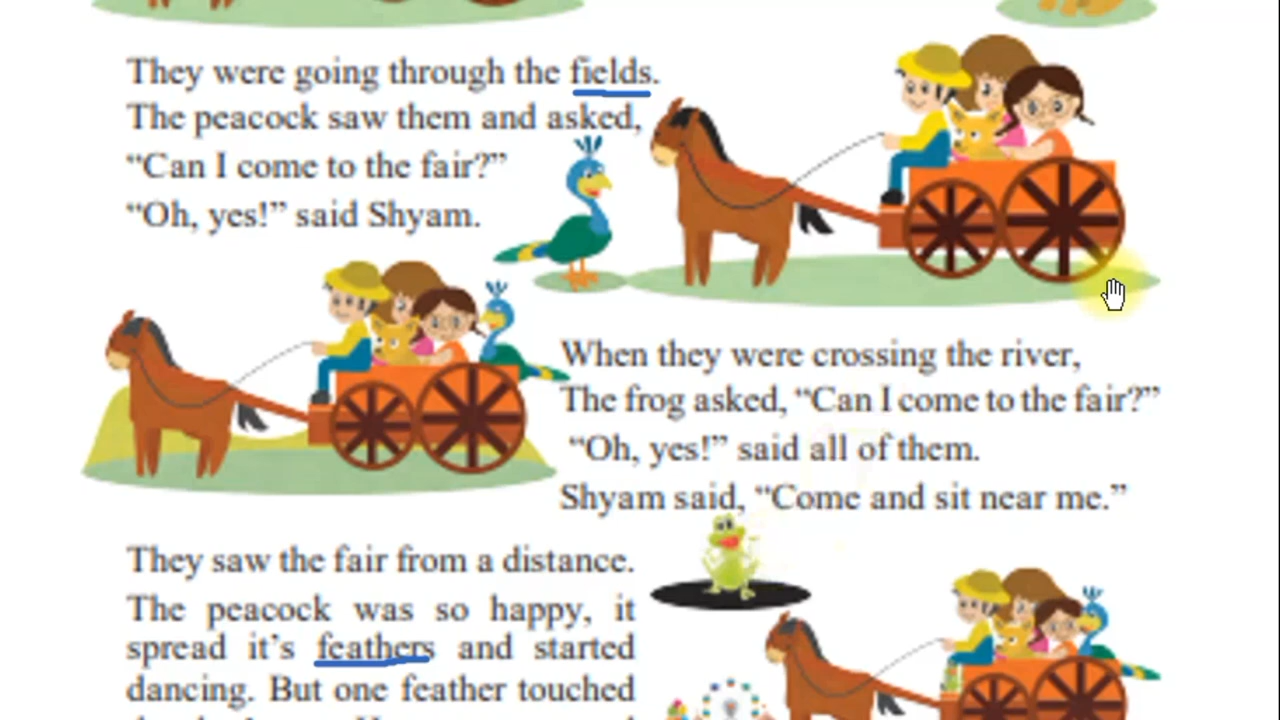 They were going through the fields.
The peacock saw them and asked,
“Can I come to the fair?”
“Oh, yes!” said Shyam.
When they were crossing the river,
The frog asked, “Can I come to the fair?”
“Oh, yes!” said all of them.
Shyam said, “Come and sit near me.”
They saw the fair from a distance.
The peacock was so happy, it
spread it’s feathers and started
dancing. But one feather touched